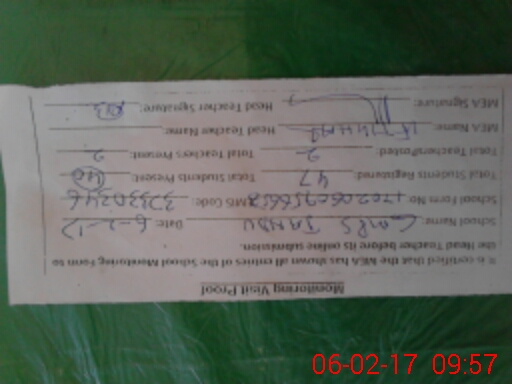 Monitoring Visit Proof
It is certified that the MEA has shown all entries of the School Monitoring Form to
the Head Teacher before its online submission.
School Name: GMPS Date: 6-2-17
School Form No: EMIS Code:
Total Students Registered: 47 Total Students Present: 40
Total TeachersPosted: 2 Total Teachers Present: 2
MEA Name: Head Teacher Name:
MEA Signature: Head Teacher Signature:
06-02-17 09:57